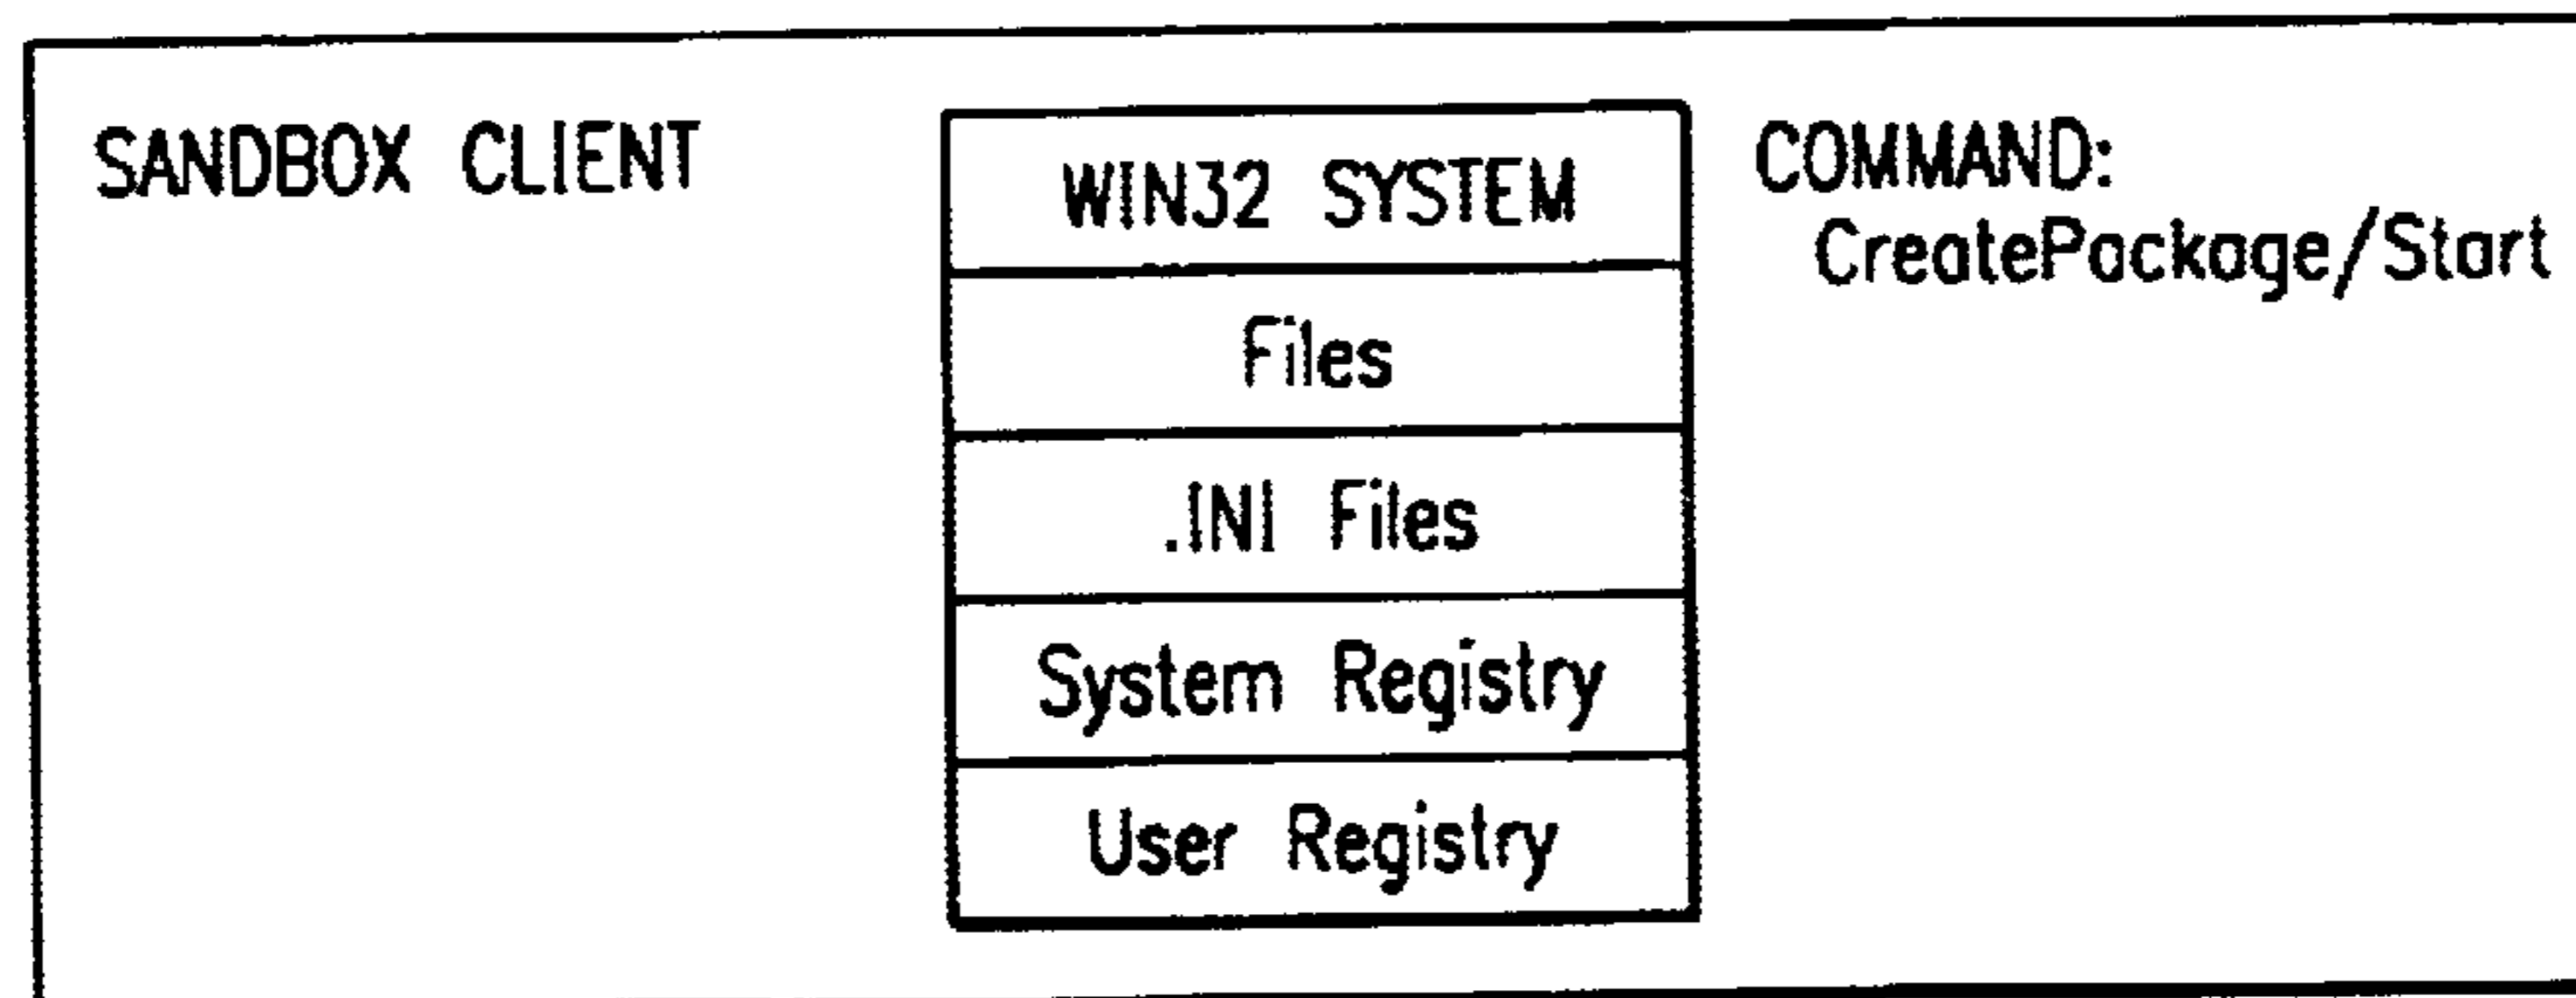 SANDBOX CLIENT
WIN32 SYSTEM
Files
.INI Files
System Registry
User Registry
COMMAND:
CreatePackage/Start